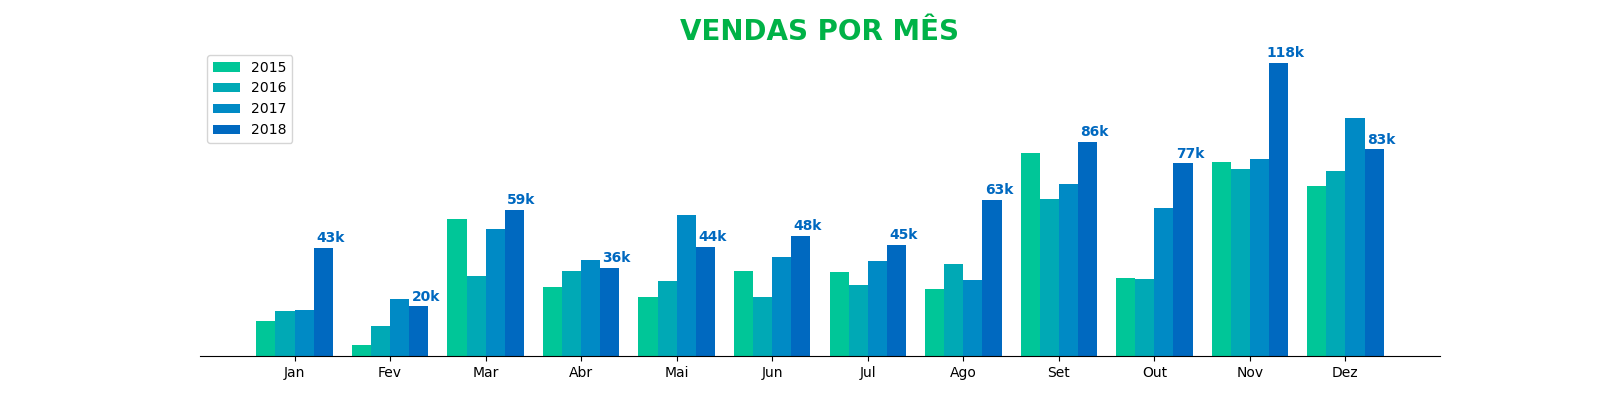 VENDAS POR MÊS
2015
2016
2017
2018
43k
20k
59k
36k
44k
48k
45k
63k
86k
77k
118k
83k
Jan Fev Mar Abr Mai Jun Jul Ago Set Out Nov Dez